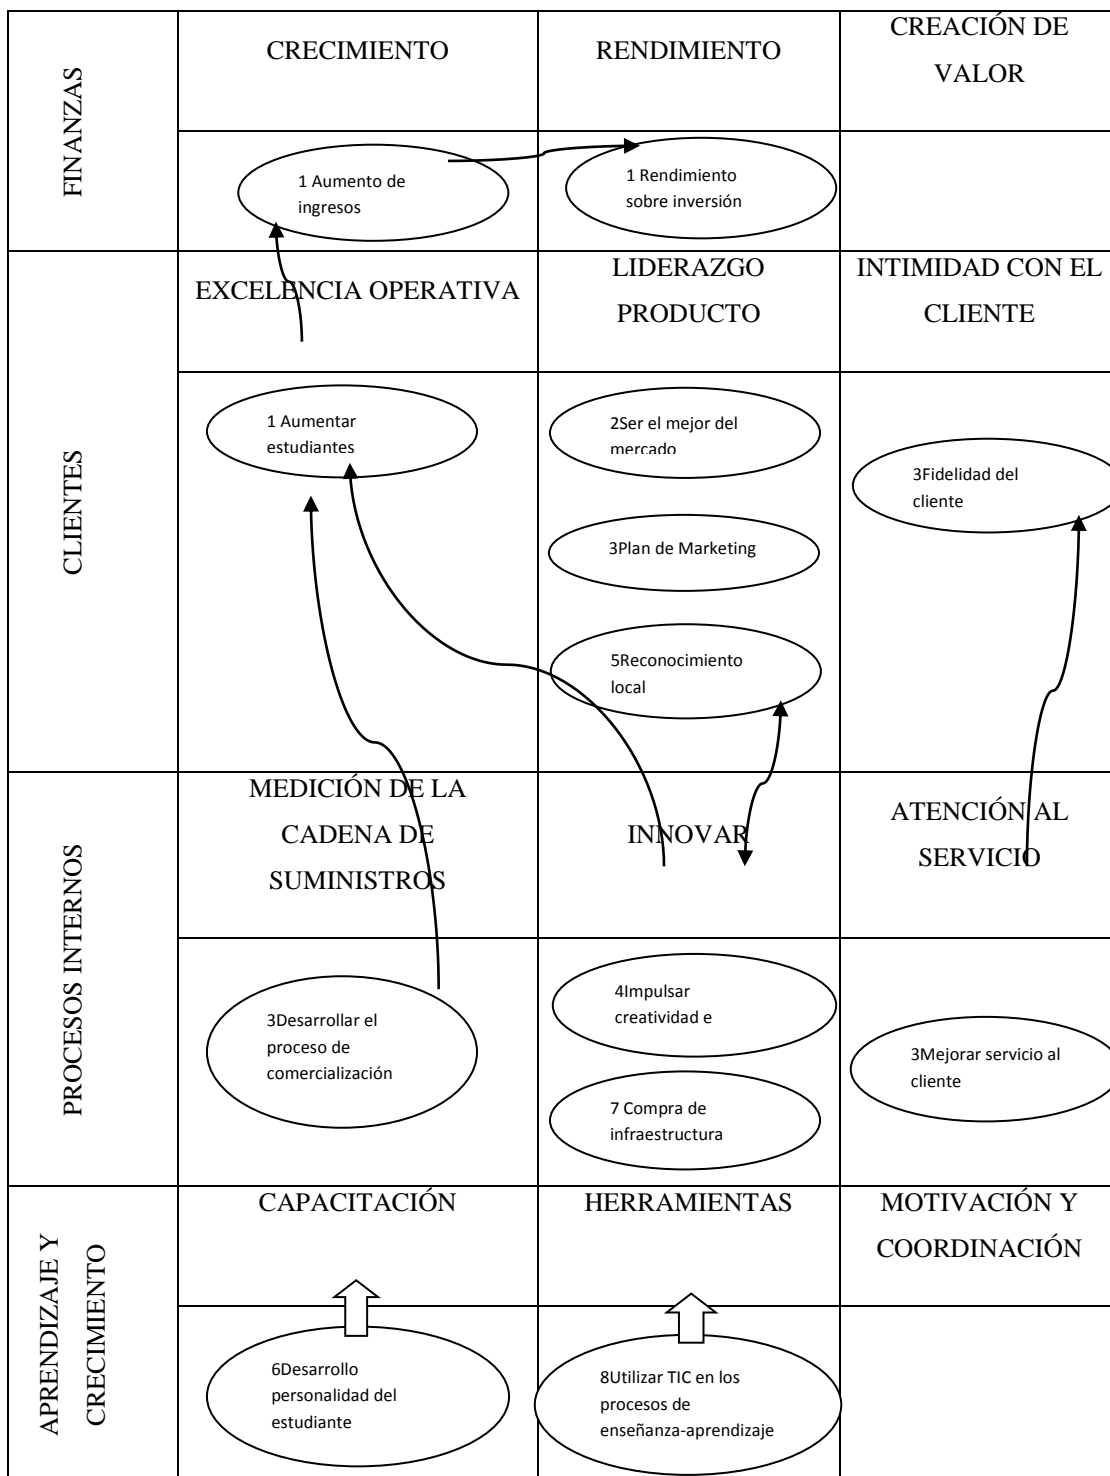 FINANZAS
CRECIMIENTO
RENDIMIENTO
CREACIÓN DE
VALOR
1 Aumento de
ingresos
1 Rendimiento
sobre inversión
CLIENTES
EXCELENCIA OPERATIVA
LIDERAZGO
PRODUCTO
INTIMIDAD CON EL
CLIENTE
1 Aumentar
estudiantes
2Ser el mejor del
mercado
3Plan de Marketing
5Reconocimiento
local
3Fidelidad del
cliente
PROCESOS INTERNOS
MEDICIÓN DE LA
CADENA DE
SUMINISTROS
INNOVAR
ATENCIÓN AL
SERVICIO
3Desarrollar el
proceso de
comercialización
4Impulsar
creatividad e
7 Compra de
infraestructura
3Mejorar servicio al
cliente
APRENDIZAJE Y
CRECIMIENTO
CAPACITACIÓN
HERRAMIENTAS
MOTIVACIÓN Y
COORDINACIÓN
6Desarrollo
personalidad del
estudiante
8Utilizar TIC en los
procesos de
enseñanza-aprendizaje